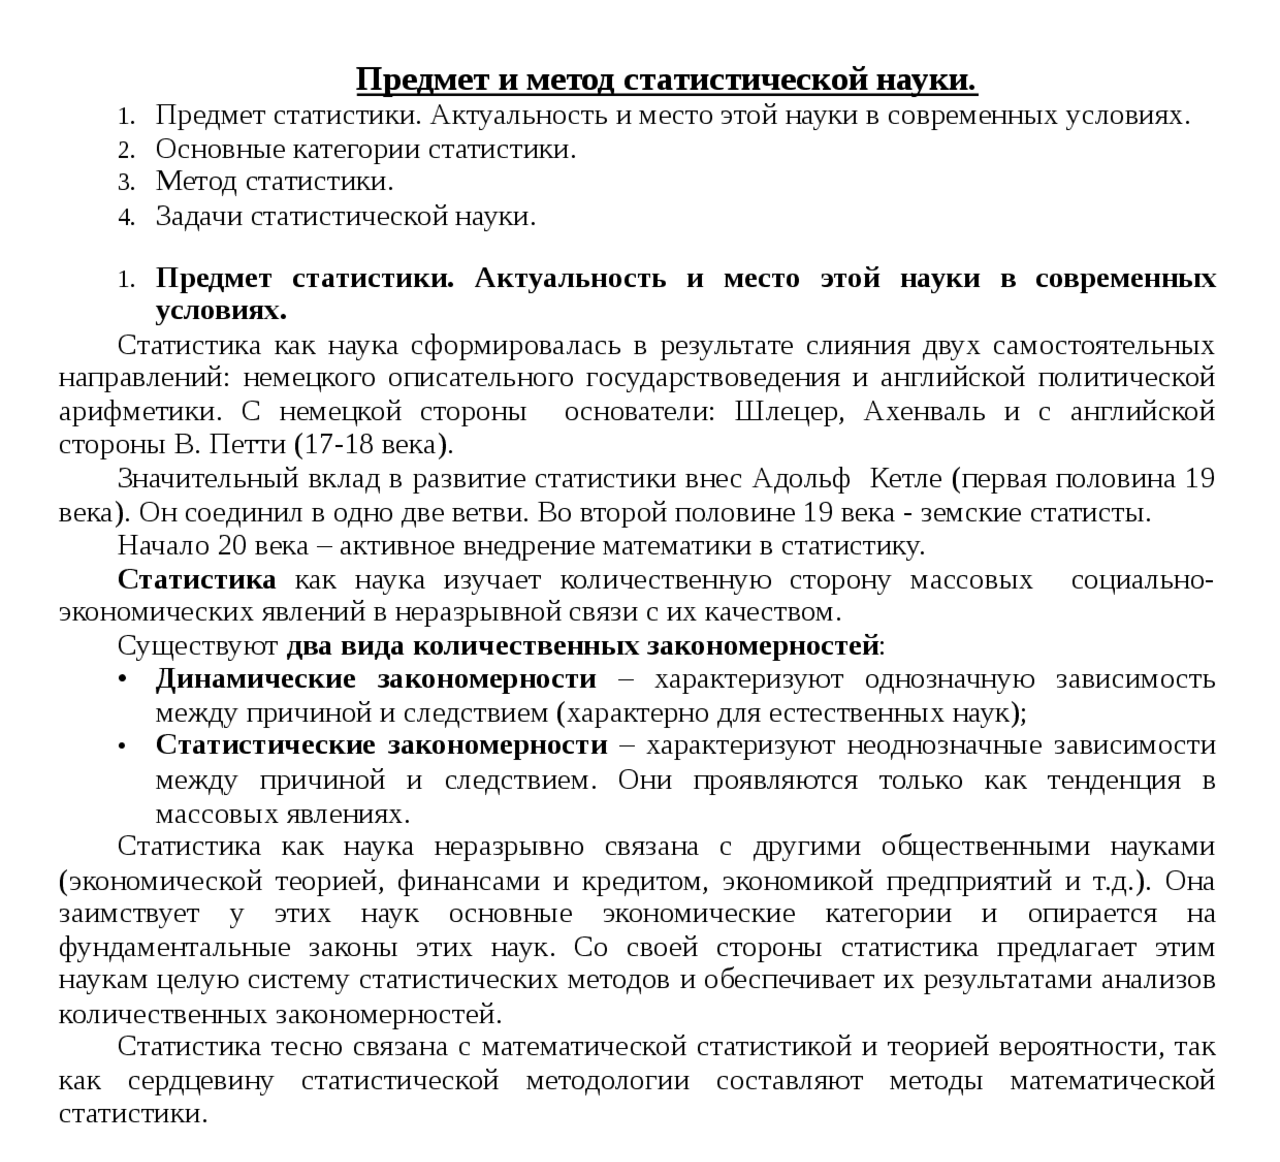 Предмет и метод статистической науки.
1. Предмет статистики. Актуальность и место этой науки в современных условиях.
2. Основные категории статистики.
3. Метод статистики.
4. Задачи статистической науки.
1. Предмет статистики. Актуальность и место этой науки в современных
условиях.
Статистика как наука сформировалась в результате слияния двух самостоятельных
направлений: немецкого описательного государствоведения и английской политической
арифметики. С немецкой стороны основатели: Шлецер, Ахенваль и с английской
стороны В. Петти (17-18 века).
Значительный вклад в развитие статистики внес Адольф Кетле (первая половина 19
века). Он соединил в одно две ветви. Во второй половине 19 века - земские статисты.
Начало 20 века – активное внедрение математики в статистику.
Статистика как наука изучает количественную сторону массовых социально-
экономических явлений в неразрывной связи с их качеством.
Существуют два вида количественных закономерностей:
• Динамические закономерности – характеризуют однозначную зависимость
между причиной и следствием (характерно для естественных наук);
• Статистические закономерности – характеризуют неоднозначные зависимости
между причиной и следствием. Они проявляются только как тенденция в
массовых явлениях.
Статистика как наука неразрывно связана с другими общественными науками
(экономической теорией, финансами и кредитом, экономикой предприятий и т.д.). Она
заимствует у этих наук основные экономические категории и опирается на
фундаментальные законы этих наук. Со своей стороны статистика предлагает этим
наукам целую систему статистических методов и обеспечивает их результатами анализов
количественных закономерностей.
Статистика тесно связана с математической статистикой и теорией вероятности, так
как сердцевину статистической методологии составляют методы математической
статистики.